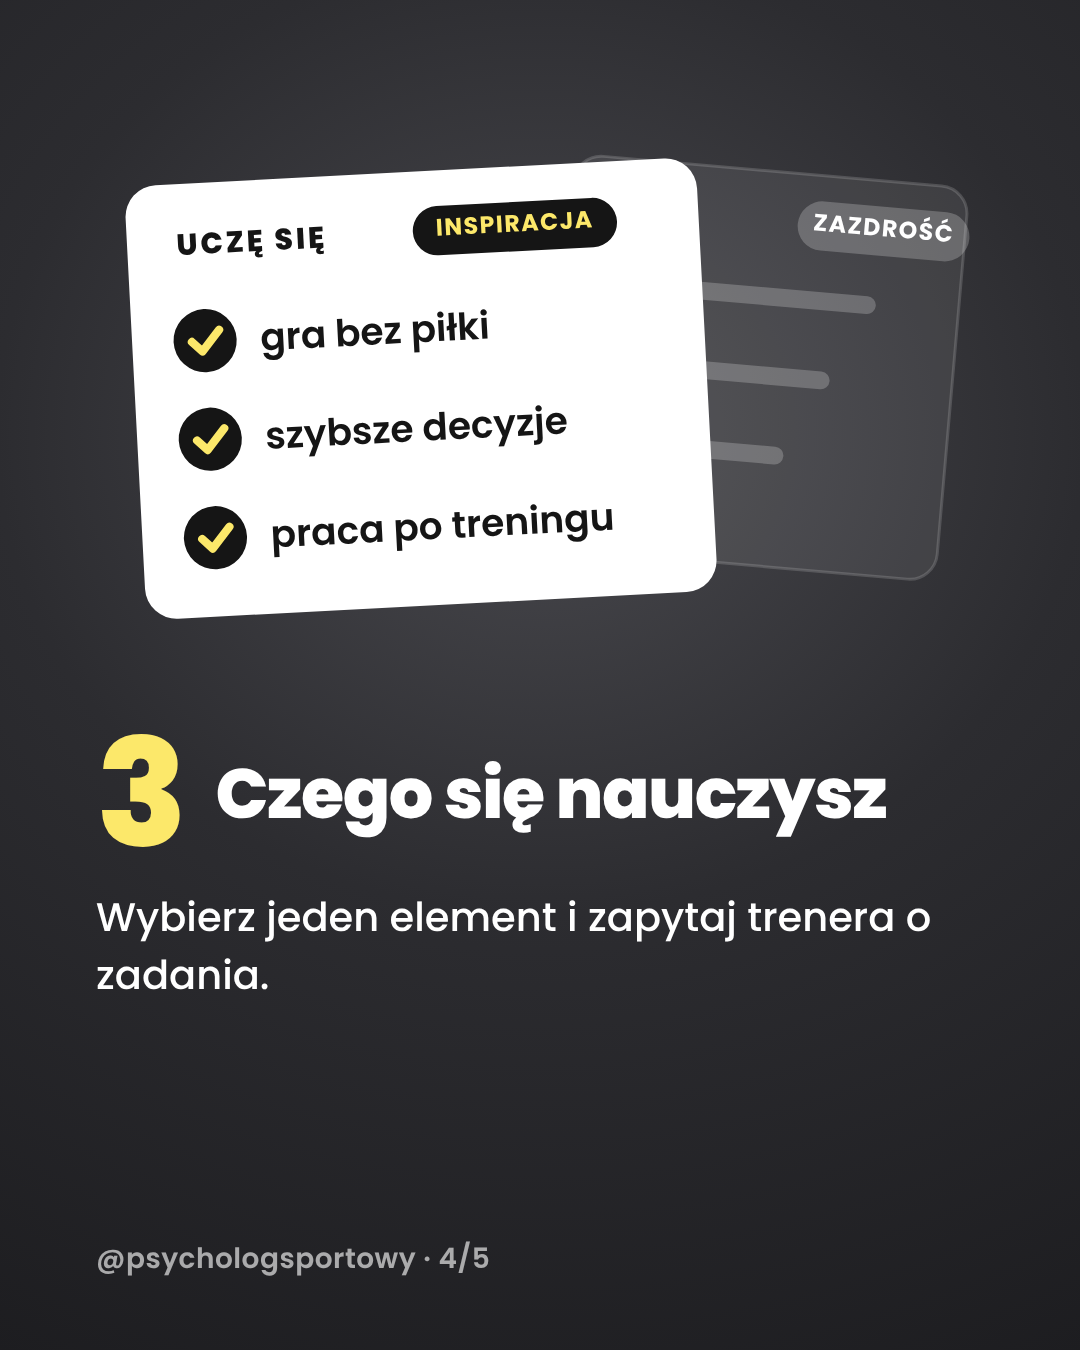 UCZĘ SIĘ
INSPIRACJA
gra bez piłki
szybsze decyzje
praca po treningu
ZAZDROŚĆ
3 Czego się nauczysz
Wybierz jeden element i zapytaj trenera o
zadania.
@psychologsportowy · 4/5